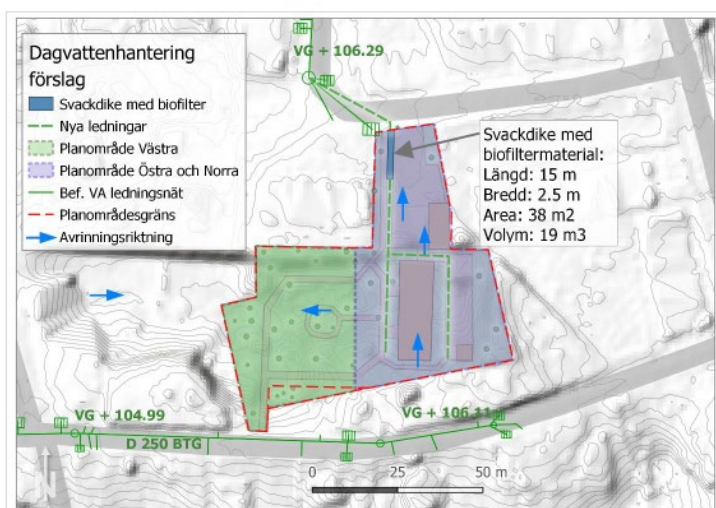 Dagvattenhantering
förslag
Svackdike med biofilter
Nya ledningar
Planområde Västra
Planområde Östra och Norra
Bef. VA ledningsnät
Planområdesgräns
Avrinningsriktning
VG + 106.29
Svackdike med
biofiltermaterial:
Längd: 15 m
Bredd: 2.5 m
Area: 38 m2
Volym: 19 m3
VG + 104.99
VG + 106.11
D 250 BTG
0 25 50 m
N